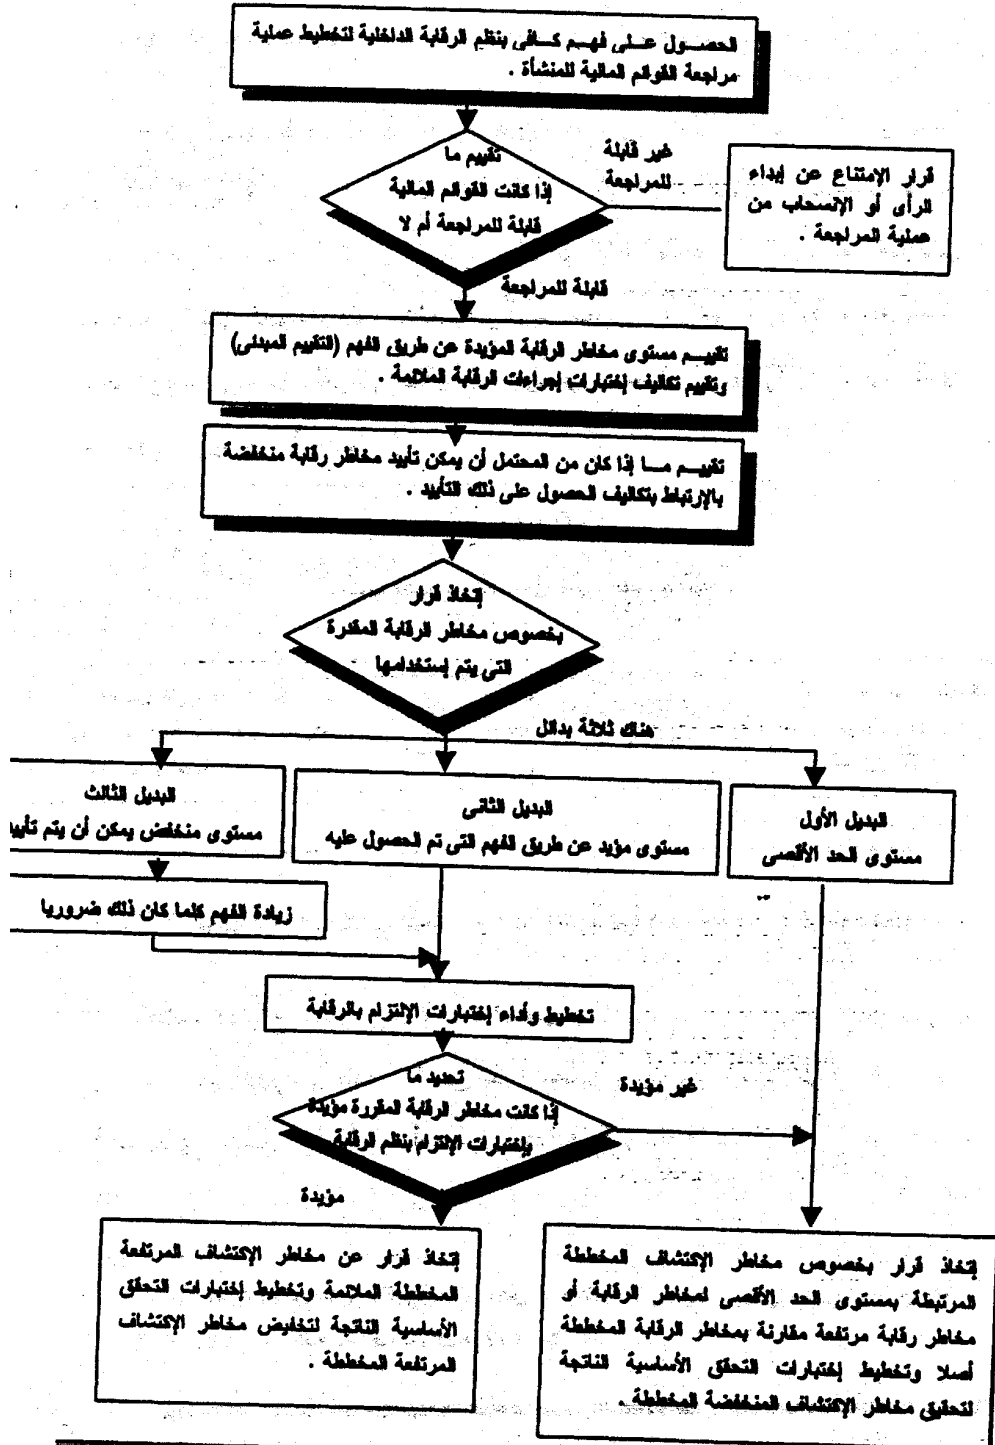 الحصول على فهم كافى بنظم الرقابة الداخلية لتخطيط عملية
مراجعة القوائم المالية للمنشأة .
تقييم ما
إذا كانت القوائم المالية
قابلة للمراجعة أم لا
غير قابلة
للمراجعة
قرار الإمتناع عن إبداء
الرأى أو الإنسحاب من
عملية المراجعة .
قابلة للمراجعة
تقييم مستوى مخاطر الرقابة المؤيدة عن طريق الفهم (التقييم المبدئى)
وتقييم تكاليف إختبارات إجراءات الرقابة الملائمة .
تقييم ما إذا كان من المحتمل أن يمكن تأييد مخاطر رقابة منخفضة
بالإرتباط بتكاليف الحصول على ذلك التأييد .
إتخاذ قرار
بخصوص مخاطر الرقابة المقدرة
التى يتم إستخدامها
هناك ثلاثة بدائل
البديل الأول
مستوى الحد الأقصى
البديل الثانى
مستوى مؤيد عن طريق الفهم التى تم الحصول عليه
البديل الثالث
مستوى منخفض يمكن أن يتم تأييد
زيادة الفهم كلما كان ذلك ضروريا
تخطيط وأداء إختبارات الإلتزام بالرقابة
تحديد ما
إذا كانت مخاطر الرقابة المقررة مؤيدة
بإختبارات الإلتزام بنظم الرقابة
غير مؤيدة
مؤيدة
إتخاذ قرار بخصوص مخاطر الإكتشاف المخططة
المرتبطة بمستوى الحد الأقصى لمخاطر الرقابة أو
مخاطر رقابة مرتفعة مقارنة بمخاطر الرقابة المخططة
أصلا وتخطيط إختبارات التحقق الأساسية الناتجة
لتحقيق مخاطر الإكتشاف المنخفضة المخططة .
إتخاذ قرار عن مخاطر الإكتشاف المرتفعة
المخططة الملائمة وتخطيط إختبارات التحقق
الأساسية الناتجة لتخفيض مخاطر الإكتشاف
المرتفعة المخططة .